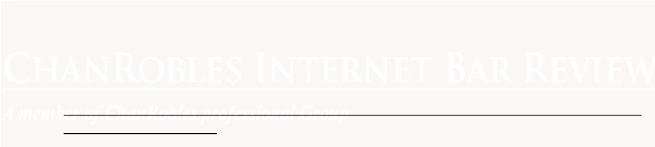 CHANROBLES INTERNET BAR REVIEW
A member of ChanRobles professional Group